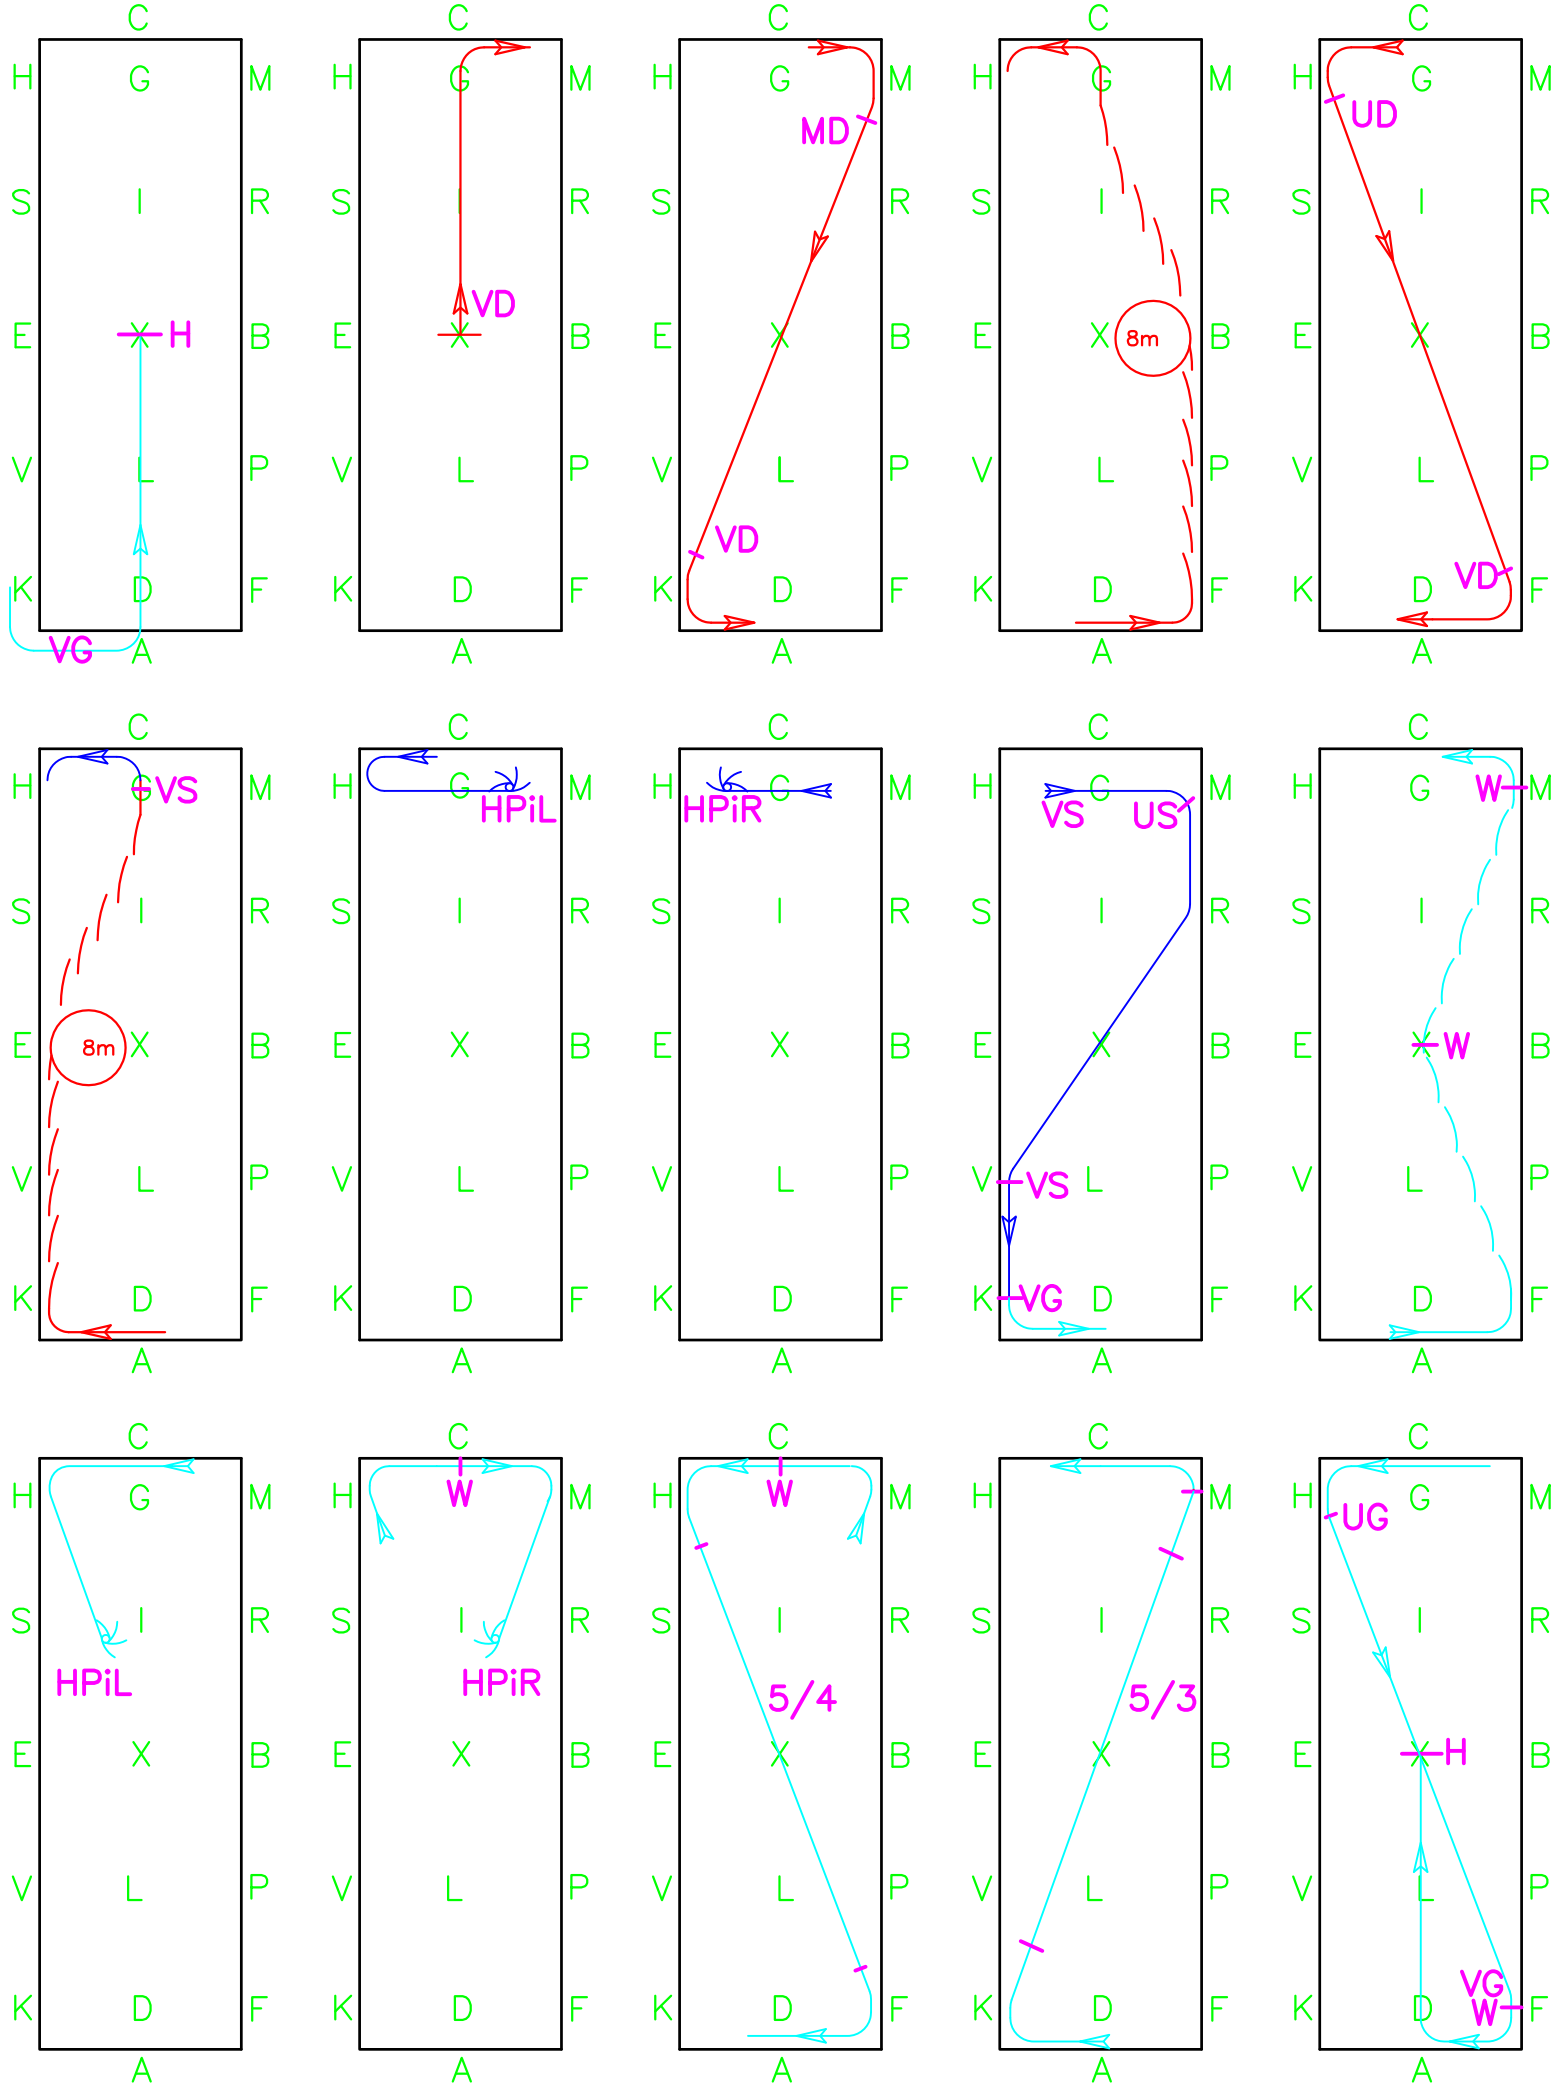 C C C C C
H G M H G M H G M H G M H G M
MD UD
S I R S I R S I R S I R S I R
VD
E X H B E X B E X B E X 8m B E X B
V L P V L P V L P V L P V L P
VD VD
K D F K D F K D F K D F K D F
VG A A A A A
C C C C C
H G VS M H G M H G M H G M H G W M
HPiL HPiR VS US
S I R S I R S I R S I R S I R
E 8m X B E X B E X B E X B E X W B
V L P V L P V L P V VS L P V L P
K D F K D F K D F K VG D F K D F
A A A A A
C C C C C
H G M H W M H W M H M H G M
UG
S I R S I R S I R S I R S I R
HPiL HPiR 5/4 5/3
E X B E X B E X B E X B E X H B
V L P V L P V L P V L P V L P
VG
K D F K D F K D F K D F K D W F
A A A A A